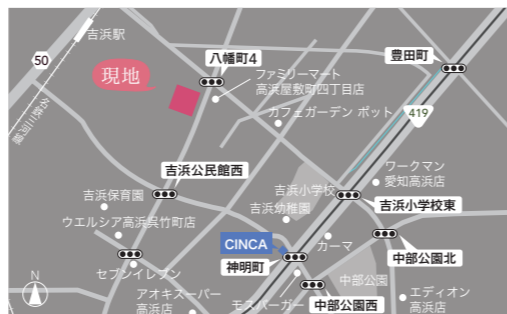 吉浜駅
50
名鉄三河線
現地
八幡町4
ファミリーマート
高浜屋敷町四丁目店
カフェガーデン ポット
豊田町
419
吉浜公民館西
吉浜保育園
ウエルシア高浜呉竹町店
吉浜小学校
吉浜幼稚園
ワークマン
愛知高浜店
吉浜小学校東
CINCA
カーマ
神明町
中部公園北
セブンイレブン
中部公園
アオキスーパー
高浜店
モスバーガー
中部公園西
エディオン
高浜店
N